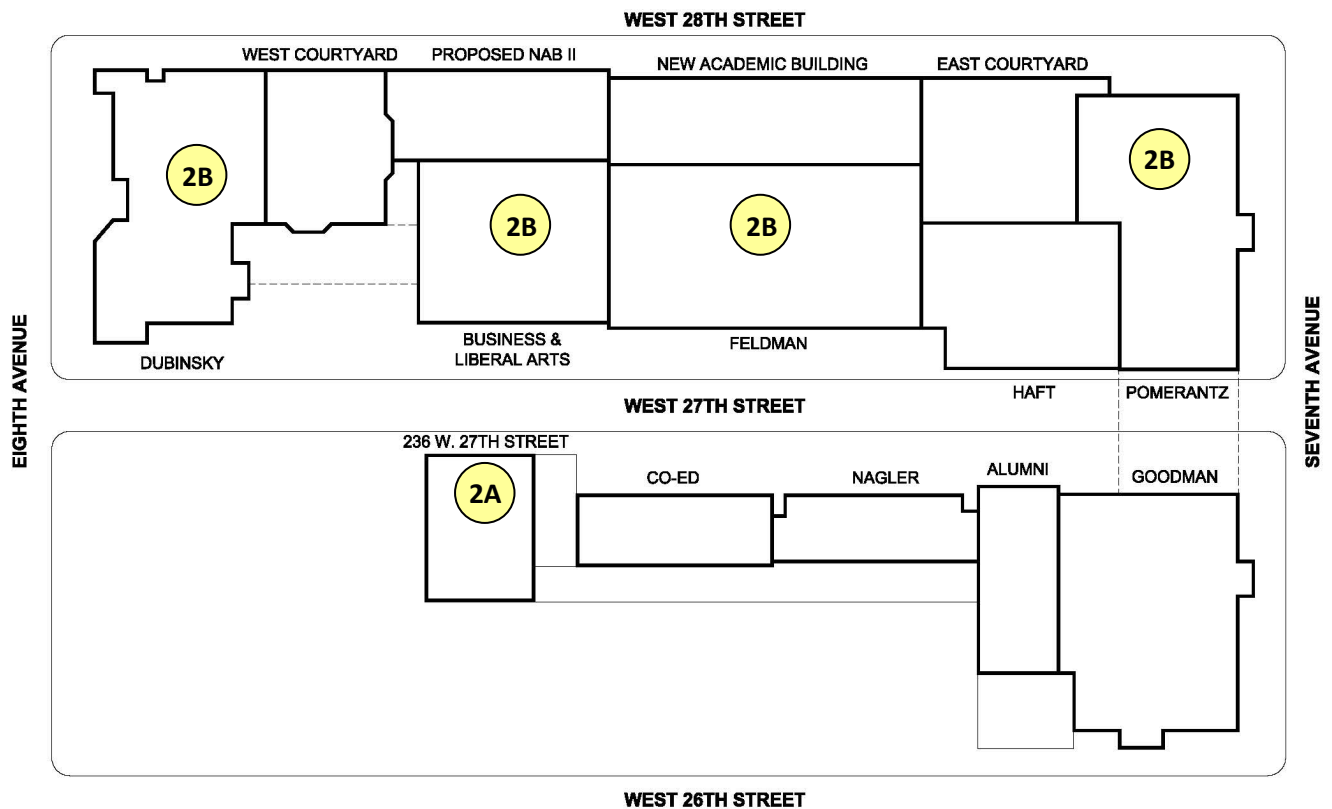 WEST 28TH STREET
WEST COURTYARD
PROPOSED NAB II
NEW ACADEMIC BUILDING
EAST COURTYARD
2B
2B
2B
2B
DUBINSKY
BUSINESS &
LIBERAL ARTS
FELDMAN
HAFT
POMERANTZ
EIGHTH AVENUE
SEVENTH AVENUE
WEST 27TH STREET
236 W. 27TH STREET
2A
CO-ED
NAGLER
ALUMNI
GOODMAN
WEST 26TH STREET